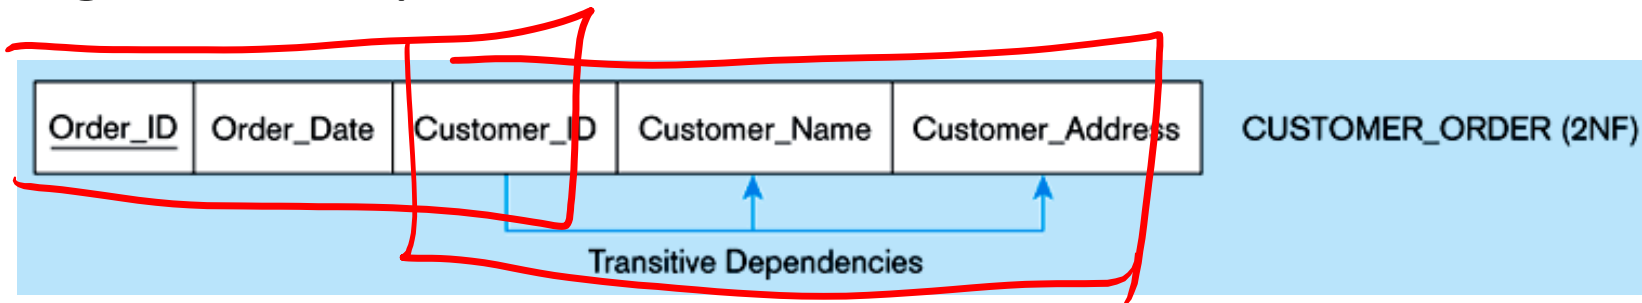 Order_ID Order_Date Customer_ID Customer_Name Customer_Address CUSTOMER_ORDER (2NF)
Transitive Dependencies